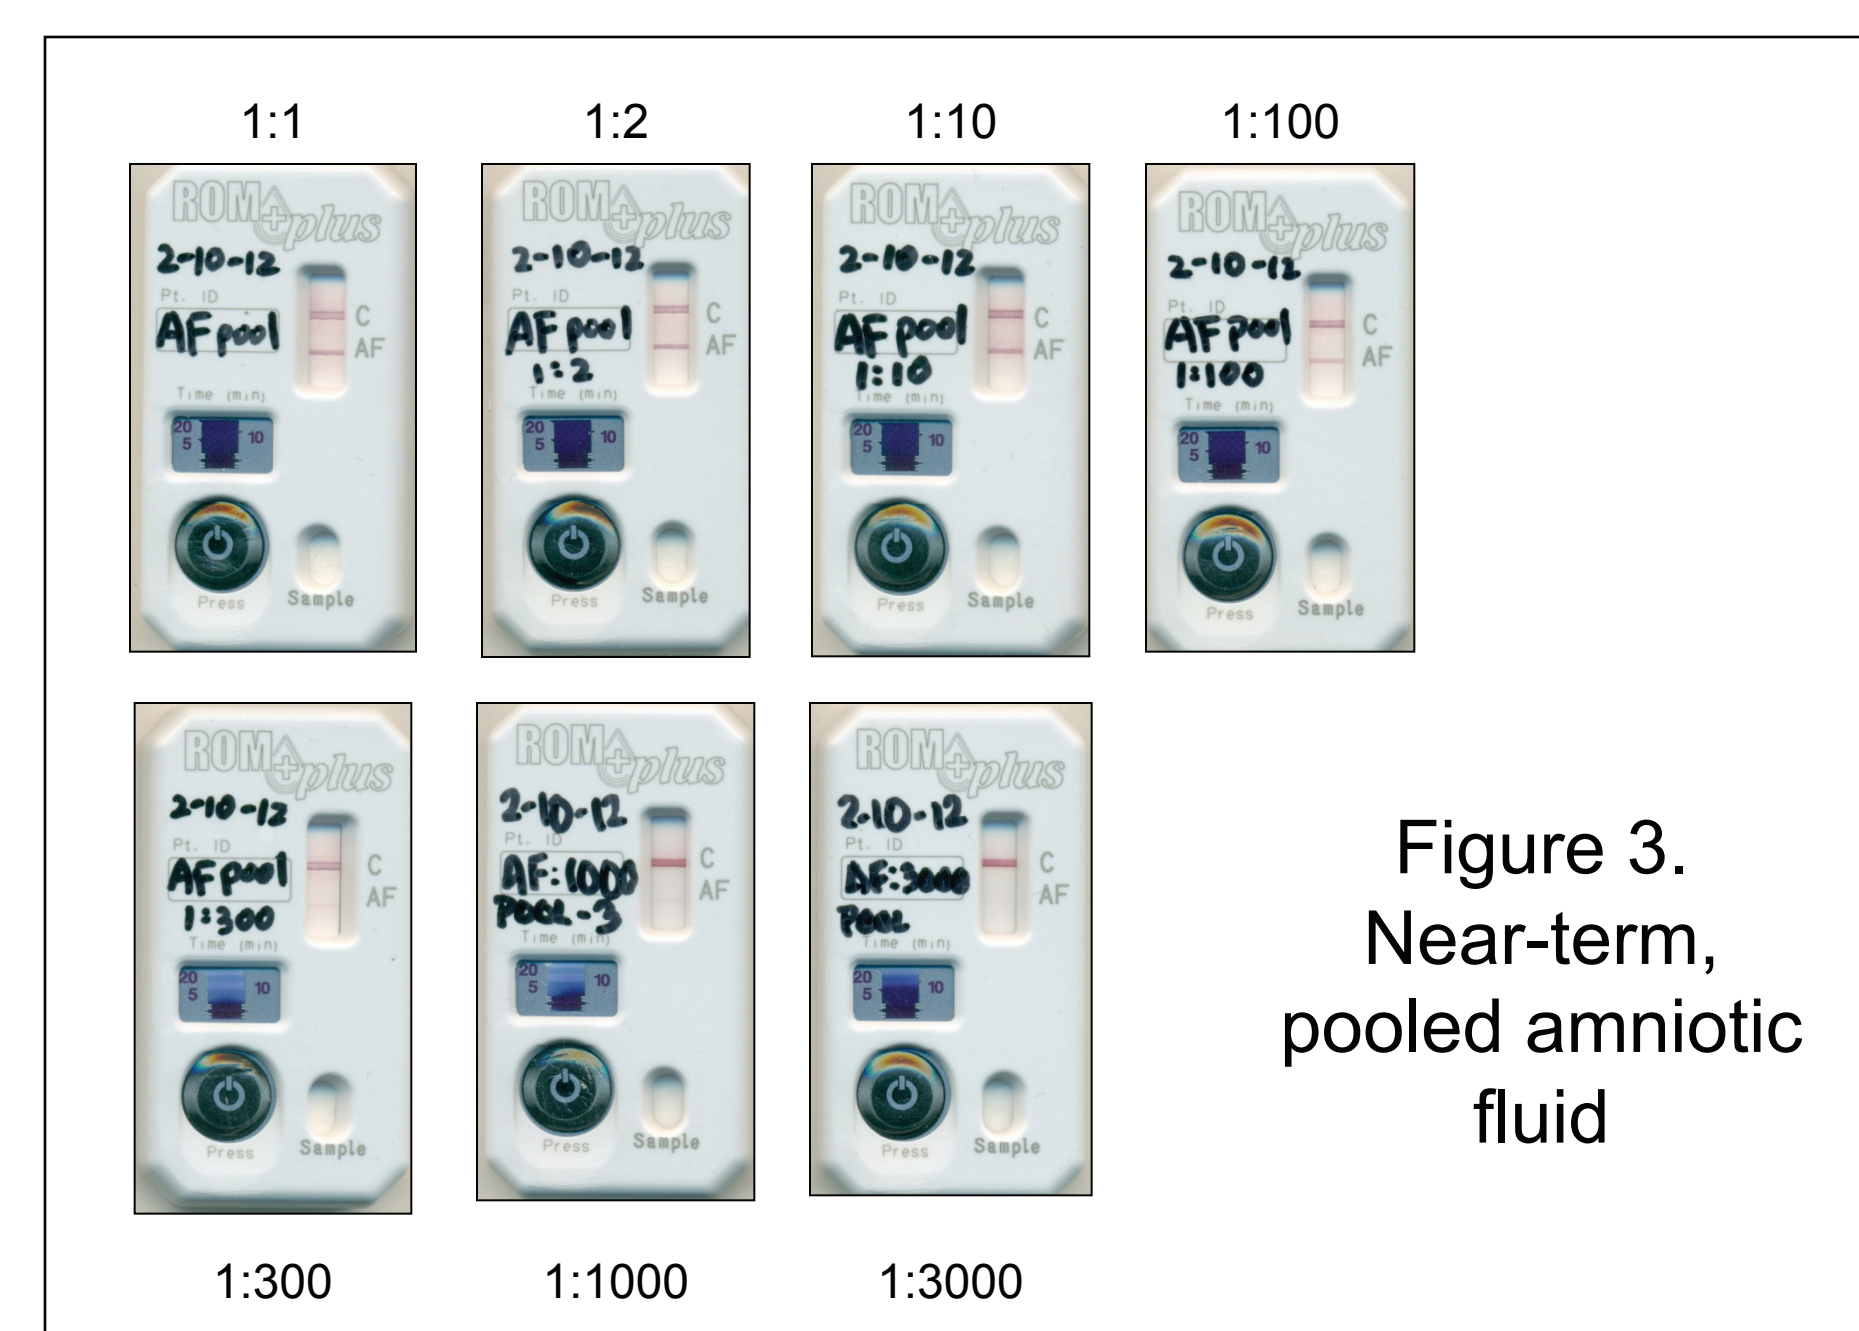 1:1
1:2
1:10
1:100
ROM+plus
2-10-12
Pt. ID
AF pool
C
AF
Time (min)
20
5
10
Press
Sample
ROM+plus
2-10-12
Pt. ID
AF pool
1:2
C
AF
Time (min)
20
5
10
Press
Sample
ROM+plus
2-10-12
Pt. ID
AF pool
1:10
C
AF
Time (min)
20
5
10
Press
Sample
ROM+plus
2-10-12
Pt. ID
AF pool
1:100
C
AF
Time (min)
20
5
10
Press
Sample
ROM+plus
2-10-12
Pt. ID
AF pool
1:300
C
AF
Time (min)
20
5
10
Press
Sample
ROM+plus
2-10-12
Pt. ID
AF:1000
POOL-3
C
AF
Time (min)
20
5
10
Press
Sample
ROM+plus
2-10-12
Pt. ID
AF:3000
POOL
C
AF
Time (min)
20
5
10
Press
Sample
1:300
1:1000
1:3000
Figure 3.
Near-term,
pooled amniotic
fluid